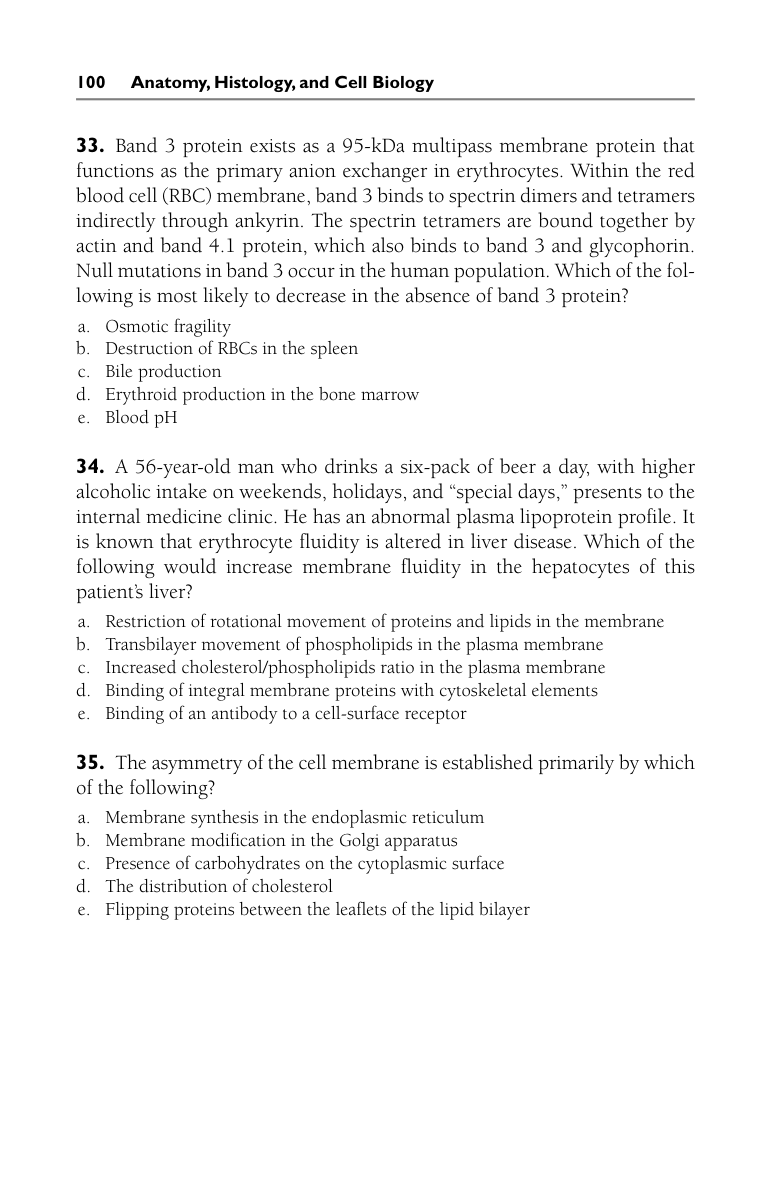 100 Anatomy, Histology, and Cell Biology
33. Band 3 protein exists as a 95-kDa multipass membrane protein that
functions as the primary anion exchanger in erythrocytes. Within the red
blood cell (RBC) membrane, band 3 binds to spectrin dimers and tetramers
indirectly through ankyrin. The spectrin tetramers are bound together by
actin and band 4.1 protein, which also binds to band 3 and glycophorin.
Null mutations in band 3 occur in the human population. Which of the fol-
lowing is most likely to decrease in the absence of band 3 protein?
a. Osmotic fragility
b. Destruction of RBCs in the spleen
c. Bile production
d. Erythroid production in the bone marrow
e. Blood pH
34. A 56-year-old man who drinks a six-pack of beer a day, with higher
alcoholic intake on weekends, holidays, and “special days,” presents to the
internal medicine clinic. He has an abnormal plasma lipoprotein profile. It
is known that erythrocyte fluidity is altered in liver disease. Which of the
following would increase membrane fluidity in the hepatocytes of this
patient’s liver?
a. Restriction of rotational movement of proteins and lipids in the membrane
b. Transbilayer movement of phospholipids in the plasma membrane
c. Increased cholesterol/phospholipids ratio in the plasma membrane
d. Binding of integral membrane proteins with cytoskeletal elements
e. Binding of an antibody to a cell-surface receptor
35. The asymmetry of the cell membrane is established primarily by which
of the following?
a. Membrane synthesis in the endoplasmic reticulum
b. Membrane modification in the Golgi apparatus
c. Presence of carbohydrates on the cytoplasmic surface
d. The distribution of cholesterol
e. Flipping proteins between the leaflets of the lipid bilayer